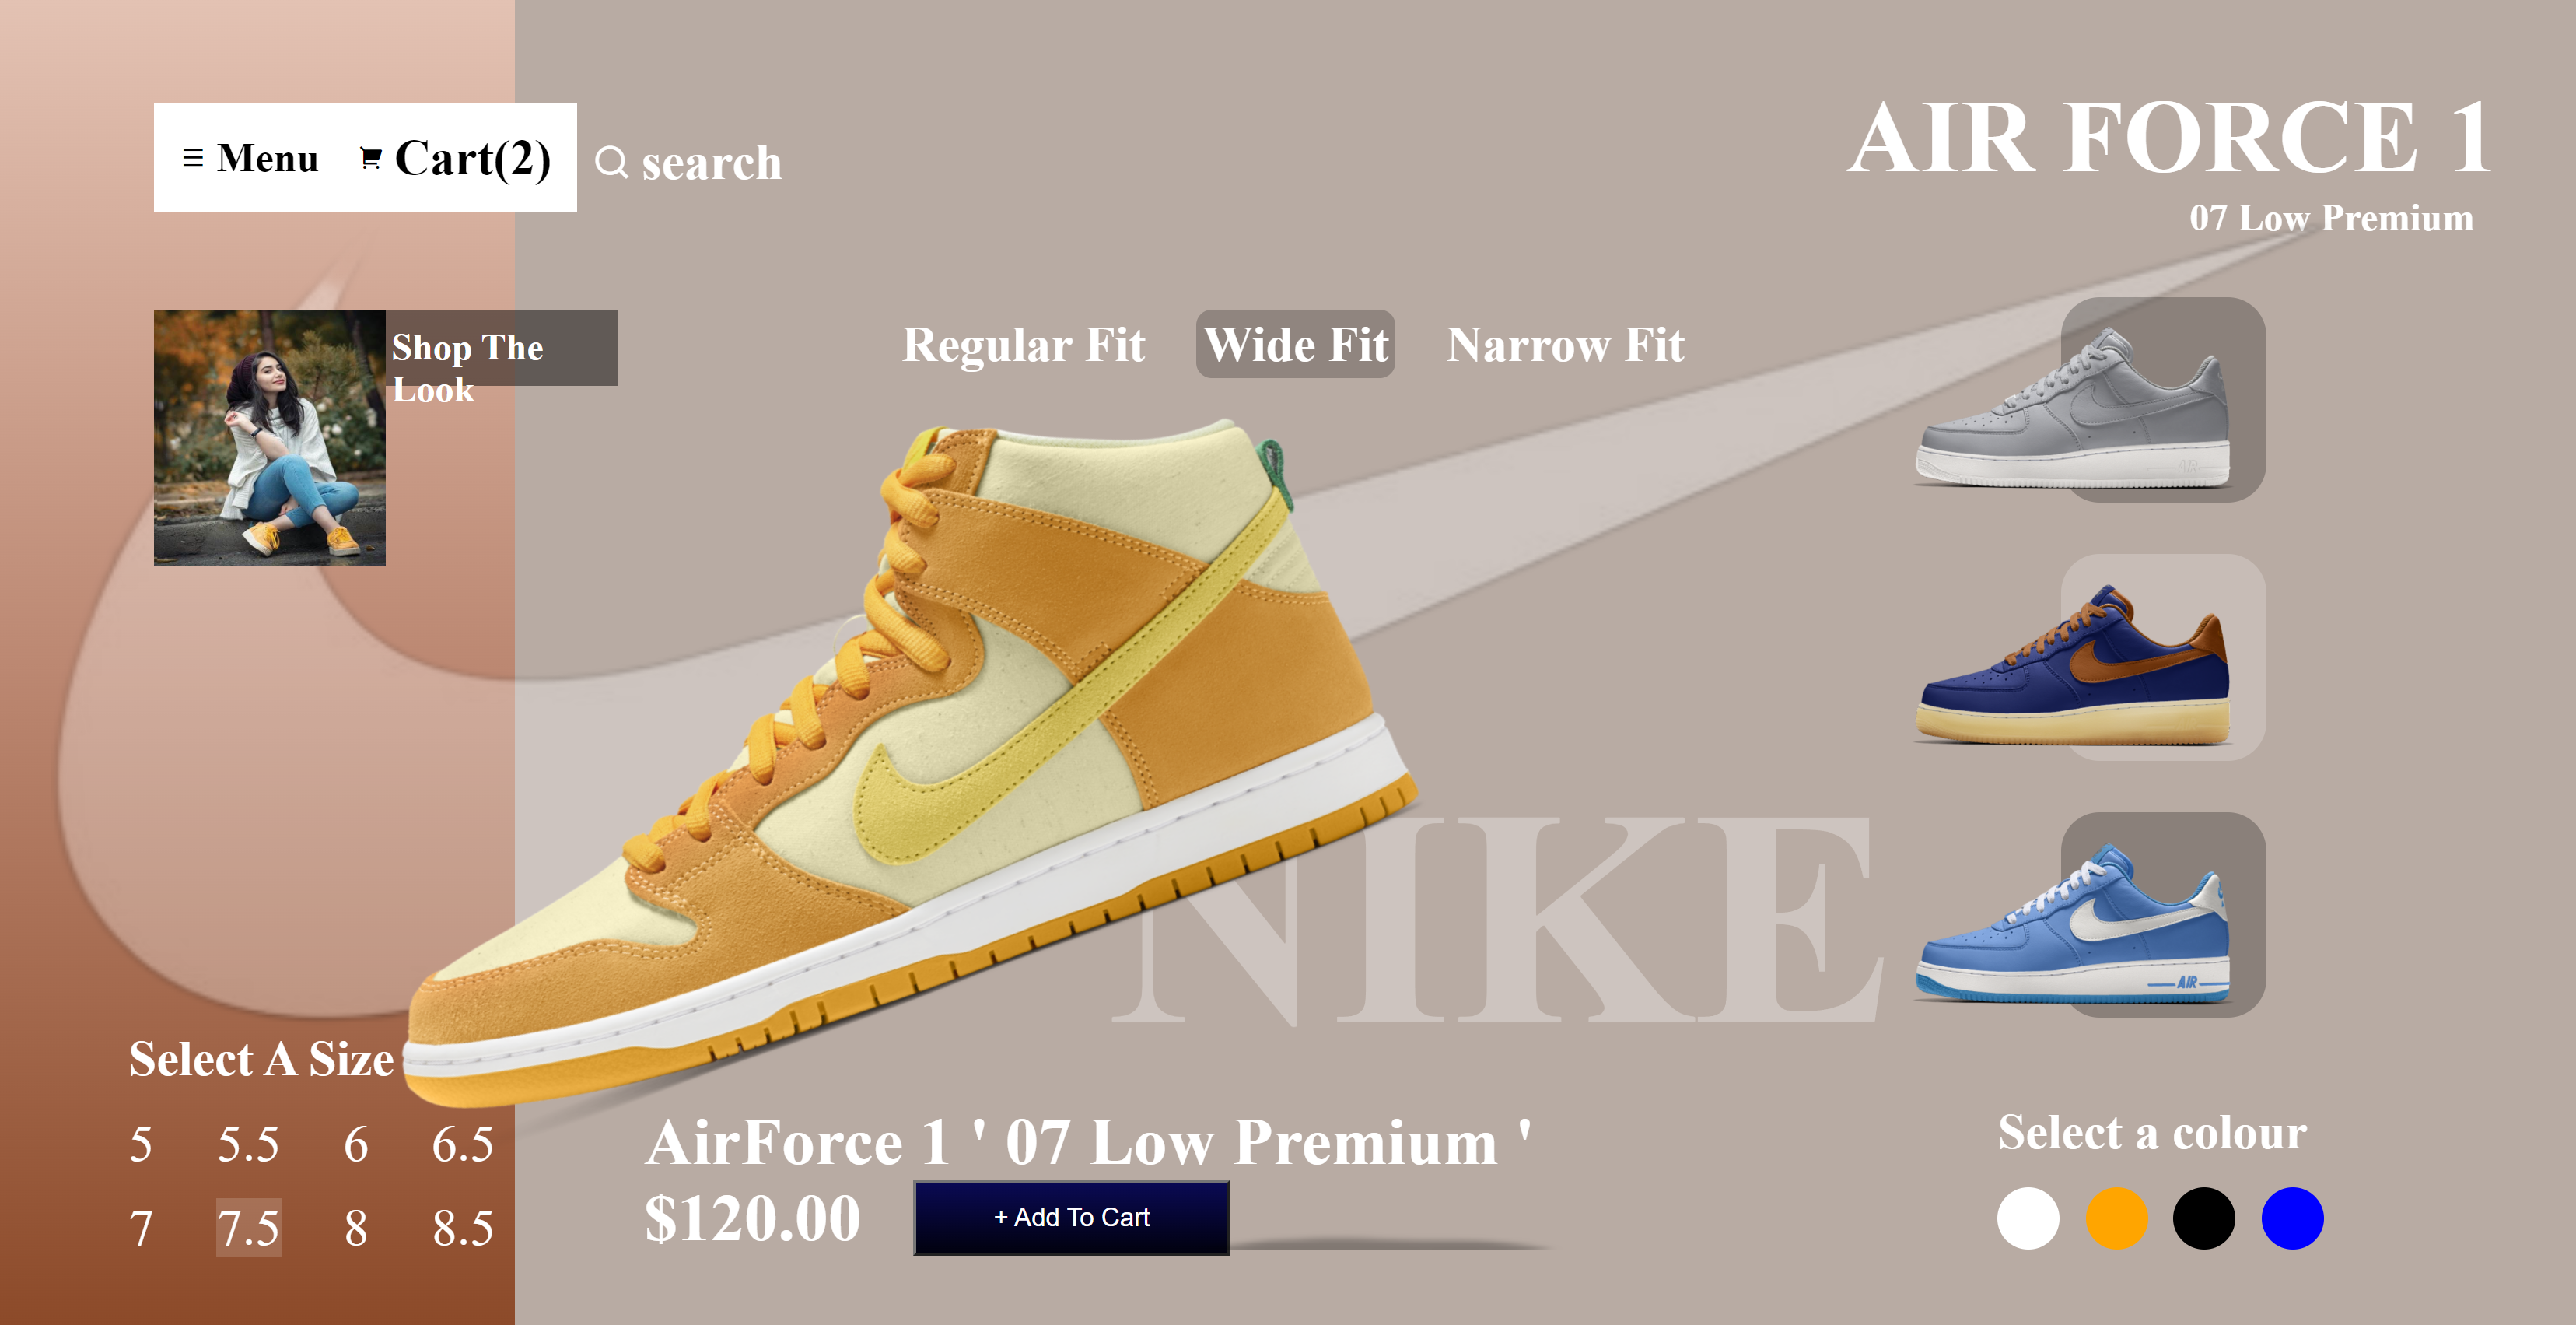 Menu Cart(2) search
AIR FORCE 1
07 Low Premium
Shop The
Look
Regular Fit Wide Fit Narrow Fit
NIKE
AIR
Select A Size
5 5.5 6 6.5
7 7.5 8 8.5
AirForce 1 ' 07 Low Premium '
$120.00 + Add To Cart
Select a colour